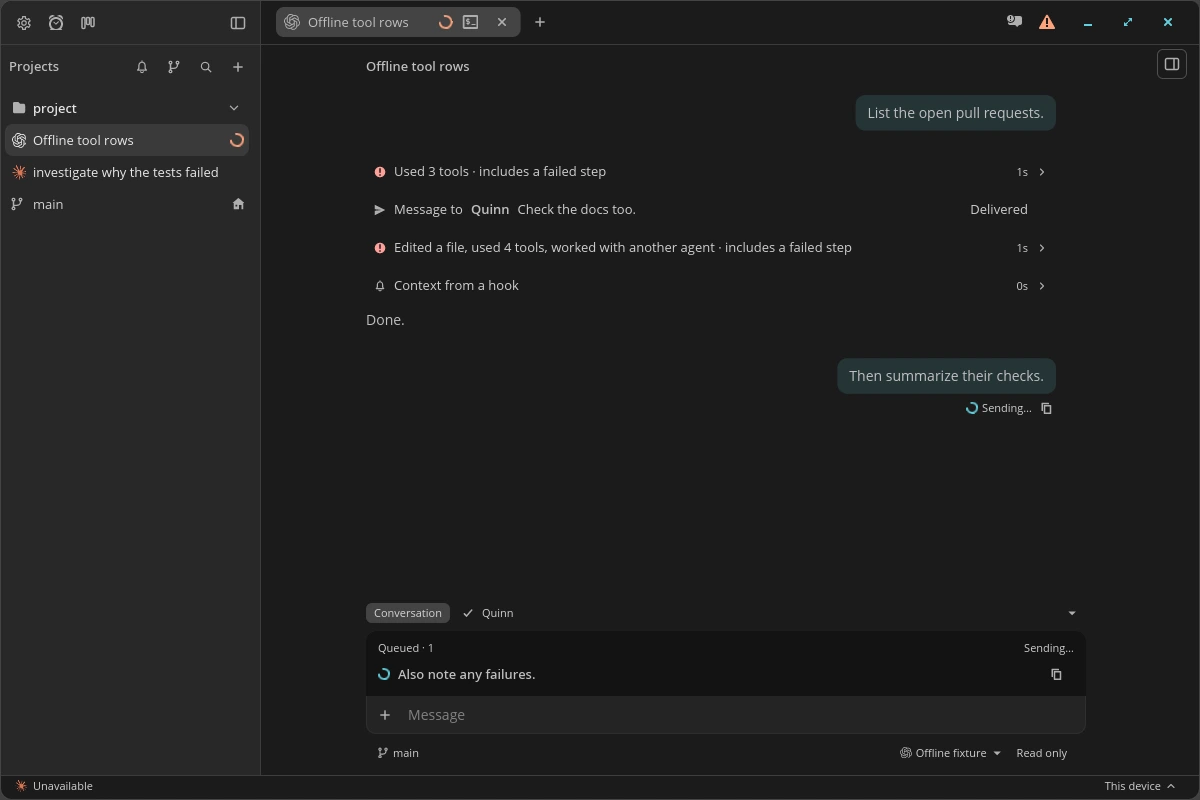 Offline tool rows
Projects
project
Offline tool rows
investigate why the tests failed
main
Offline tool rows
List the open pull requests.
Used 3 tools · includes a failed step 1s
Message to Quinn Check the docs too. Delivered
Edited a file, used 4 tools, worked with another agent · includes a failed step 1s
Context from a hook 0s
Done.
Then summarize their checks.
Sending...
Conversation Quinn
Queued · 1 Sending...
Also note any failures.
Message
main Offline fixture Read only
Unavailable This device